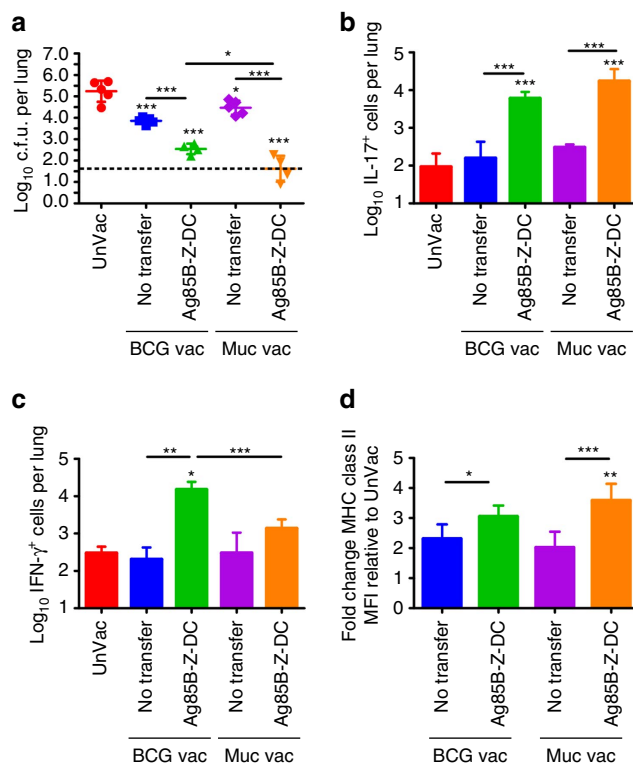 a
Log10 c.f.u. per lung
7.0
6.0
5.0
4.0
3.0
2.0
1.0
0.0
***
***
***
*
*
***
***
UnVac
No transfer
Ag85B-Z-DC
No transfer
Ag85B-Z-DC
BCG vac
Muc vac
b
Log10 IL-17+ cells per lung
5
4
3
2
1
***
***
***
***
UnVac
No transfer
Ag85B-Z-DC
No transfer
Ag85B-Z-DC
BCG vac
Muc vac
c
Log10 IFN-γ+ cells per lung
5
4
3
2
1
**
*
***
UnVac
No transfer
Ag85B-Z-DC
No transfer
Ag85B-Z-DC
BCG vac
Muc vac
d
Fold change MHC class II
MFI relative to UnVac
5
4
3
2
1
0
*
***
**
No transfer
Ag85B-Z-DC
No transfer
Ag85B-Z-DC
BCG vac
Muc vac